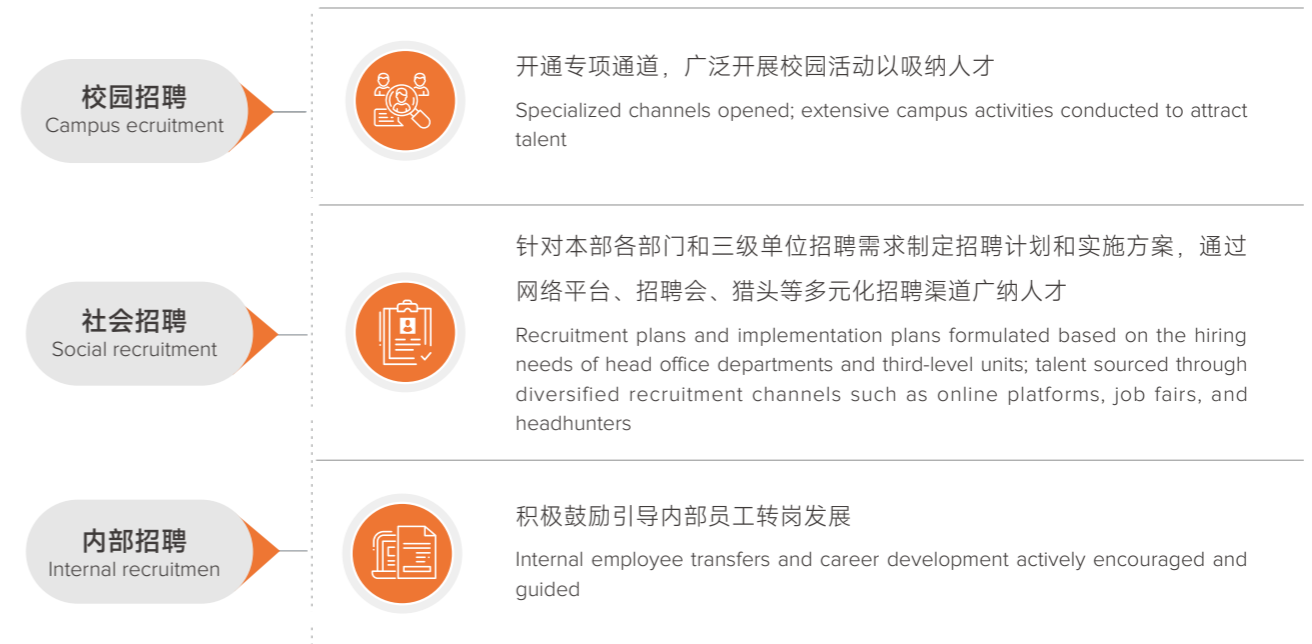 校园招聘
Campus ecruitment
开通专项通道，广泛开展校园活动以吸纳人才
Specialized channels opened; extensive campus activities conducted to attract
talent
社会招聘
Social recruitment
针对本部各部门和三级单位招聘需求制定招聘计划和实施方案，通过
网络平台、招聘会、猎头等多元化招聘渠道广纳人才
Recruitment plans and implementation plans formulated based on the hiring
needs of head office departments and third-level units; talent sourced through
diversified recruitment channels such as online platforms, job fairs, and
headhunters
内部招聘
Internal recruitmen
积极鼓励引导内部员工转岗发展
Internal employee transfers and career development actively encouraged and
guided